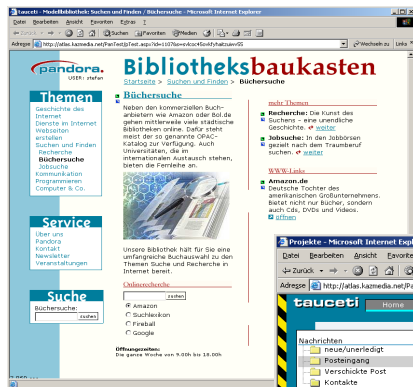 tauceti - Modellbibliothek: Suchen und Finden / Büchersuche - Microsoft Internet Explorer
Datei Bearbeiten Ansicht Favoriten Extras ?
Zurück Suchen Favoriten Medien
Adresse Wechseln zu Links
pandora.
USER: stefan
Bibliotheksbaukasten
Startseite > Suchen und Finden > Büchersuche
Themen
Geschichte des
Internet
Dienste im Internet
Webseiten
erstellen
Suchen und Finden
Recherche
Büchersuche
Jobsuche
Kommunikation
Programmieren
Computer & Co.
Service
Über uns
Pandora
Kontakt
Newsletter
Veranstaltungen
Suche
Büchersuche:
suchen
Büchersuche
Neben den kommerziellen Buch-
anbietern wie Amazon oder Bol.de
gehen mittlerweile viele städtische
Bibliotheken online. Dafür steht
meist der so genannte OPAC-
Katalog zur Verfügung. Auch
Universitäten, die im
internationalen Austausch stehen,
bieten die Fernleihe an.
Unsere Bibliothek hält für Sie eine
umfangreiche Buchauswahl zu den
Themen Suche und Recherche in
Internet bereit.
Onlinerecherche
suchen
Amazon
Suchlexikon
Fireball
Google
Öffnungszeiten:
Die ganze Woche von 9.00h bis 18.00h
mehr Themen
Recherche: Die Kunst des
Suchens - eine unendliche
Geschichte. weiter
Jobsuche: In den Jobbörsen
gezielt nach dem Traumberuf
suchen. weiter
WWW-Links
Amazon.de
Deutsche Tochter des
amerikanischen Großunternehmens.
Bietet nicht nur Bücher, sondern
auch Cds, DVDs und Videos.
öffnen
Projekte - Microsoft Internet Expl
Datei Bearbeiten Ansicht Favorite
Zurück
Adresse http://atlas.kazmedia.net/Pa
tauceti Home
Nachrichten
neue/unerledigt
Posteingang
Verschickte Post
Kontakte